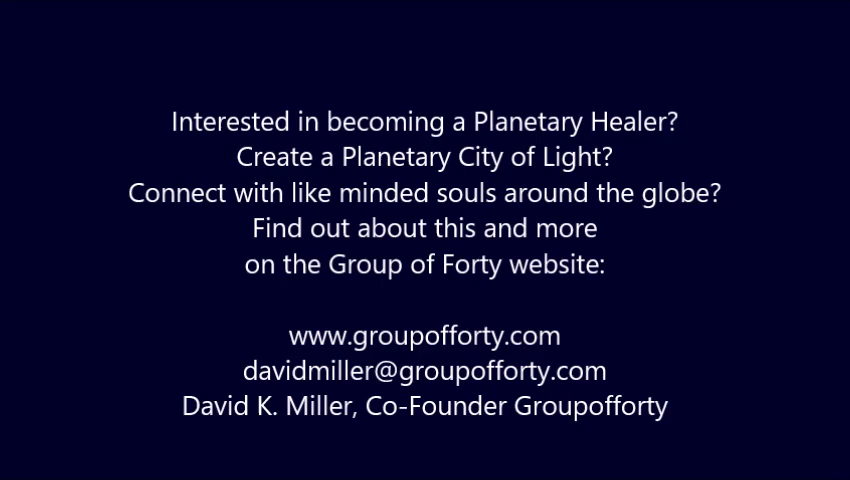 Interested in becoming a Planetary Healer?
Create a Planetary City of Light?
Connect with like minded souls around the globe?
Find out about this and more
on the Group of Forty website:
www.groupofforty.com
davidmiller@groupofforty.com
David K. Miller, Co-Founder Groupofforty